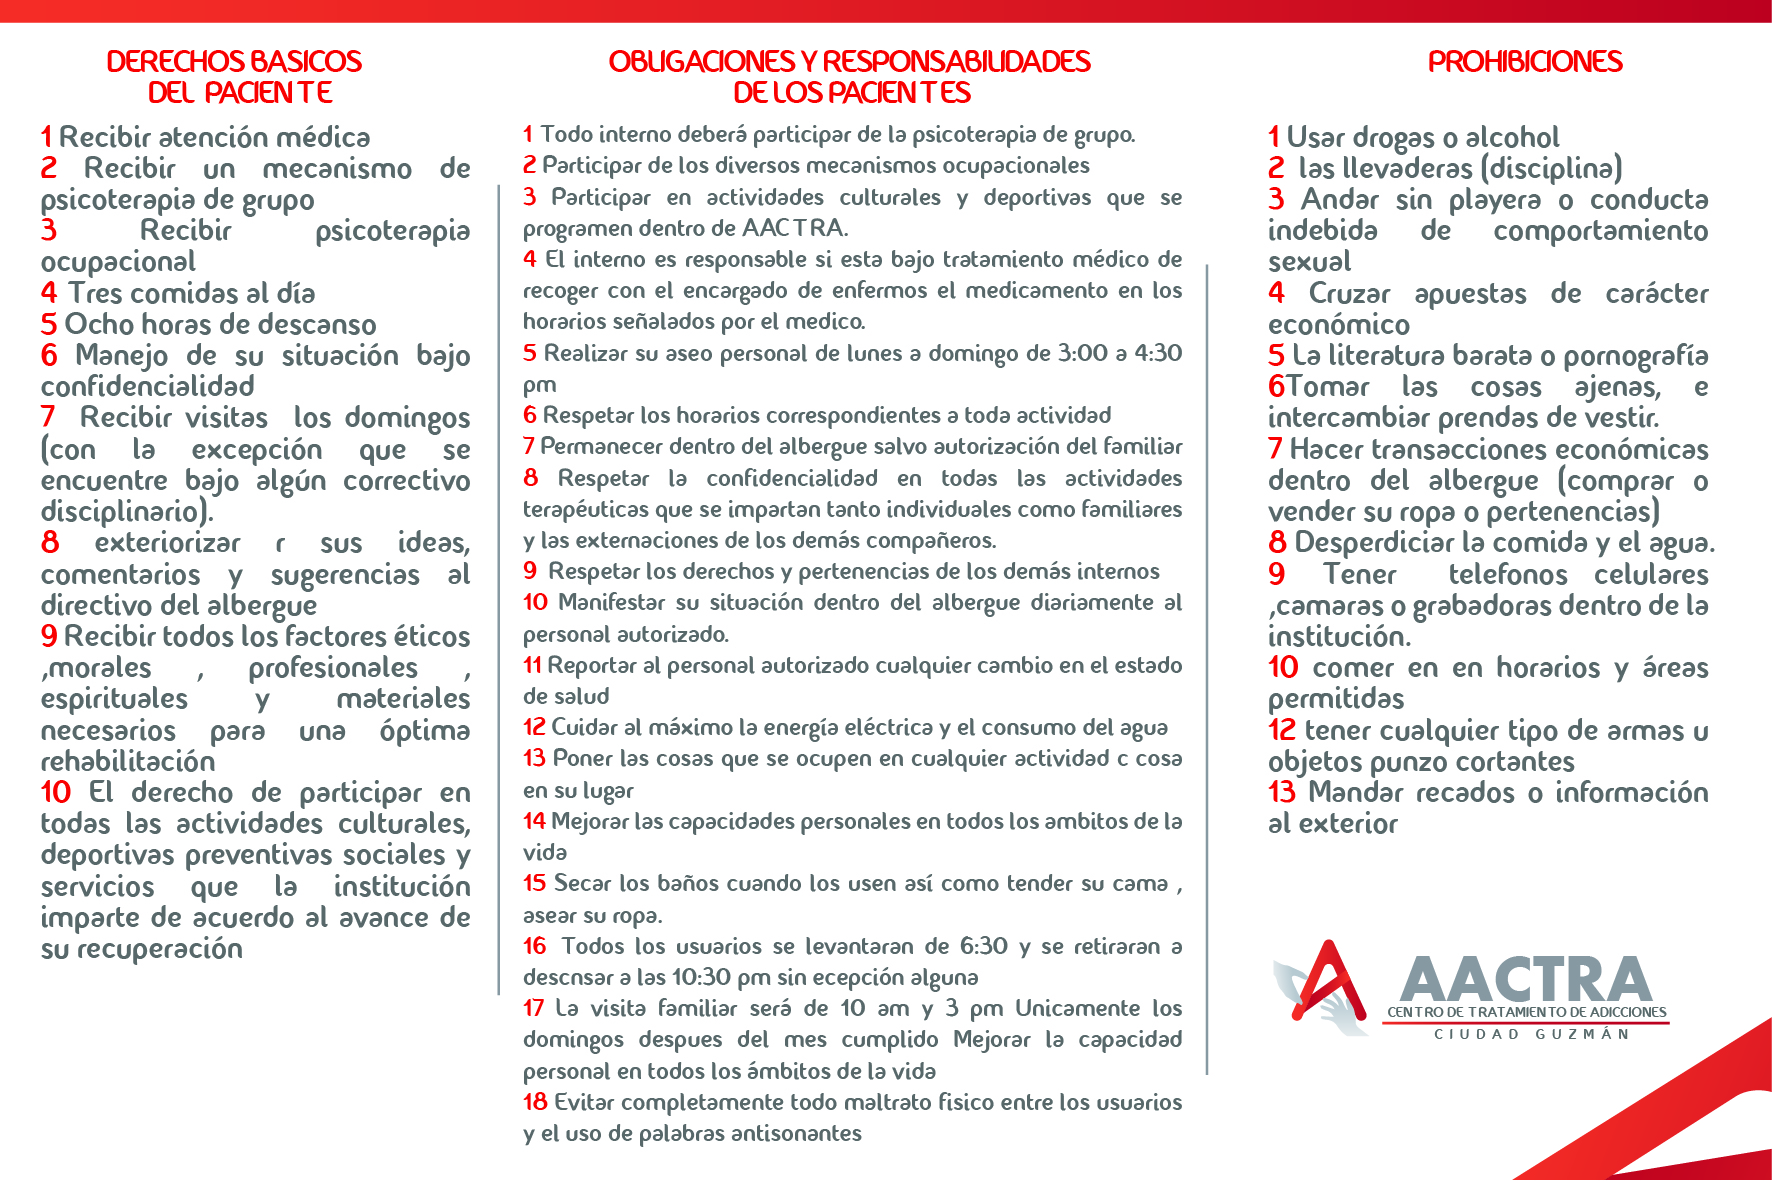 DERECHOS BASICOS
DEL PACIENTE
1 Recibir atención médica
2 Recibir un mecanismo de
psicoterapia de grupo
3 Recibir psicoterapia
ocupacional
4 Tres comidas al día
5 Ocho horas de descanso
6 Manejo de su situación bajo
confidencialidad
7 Recibir visitas los domingos
(con la excepción que se
encuentre bajo algún correctivo
disciplinario).
8 exteriorizar r sus ideas,
comentarios y sugerencias al
directivo del albergue
9 Recibir todos los factores éticos
,morales , profesionales ,
espirituales y materiales
necesarios para una óptima
rehabilitación
10 El derecho de participar en
todas las actividades culturales,
deportivas preventivas sociales y
servicios que la institución
imparte de acuerdo al avance de
su recuperación
OBLIGACIONES Y RESPONSABILIDADES
DE LOS PACIENTES
1 Todo interno deberá participar de la psicoterapia de grupo.
2 Participar de los diversos mecanismos ocupacionales
3 Participar en actividades culturales y deportivas que se
programen dentro de AACTRA.
4 El interno es responsable si esta bajo tratamiento médico de
recoger con el encargado de enfermos el medicamento en los
horarios señalados por el medico.
5 Realizar su aseo personal de lunes a domingo de 3:00 a 4:30
pm
6 Respetar los horarios correspondientes a toda actividad
7 Permanecer dentro del albergue salvo autorización del familiar
8 Respetar la confidencialidad en todas las actividades
terapéuticas que se impartan tanto individuales como familiares
y las externaciones de los demás compañeros.
9 Respetar los derechos y pertenencias de los demás internos
10 Manifestar su situación dentro del albergue diariamente al
personal autorizado.
11 Reportar al personal autorizado cualquier cambio en el estado
de salud
12 Cuidar al máximo la energía eléctrica y el consumo del agua
13 Poner las cosas que se ocupen en cualquier actividad c cosa
en su lugar
14 Mejorar las capacidades personales en todos los ambitos de la
vida
15 Secar los baños cuando los usen así como tender su cama ,
asear su ropa.
16 Todos los usuarios se levantaran de 6:30 y se retiraran a
descnsar a las 10:30 pm sin ecepción alguna
17 La visita familiar será de 10 am y 3 pm Unicamente los
domingos despues del mes cumplido Mejorar la capacidad
personal en todos los ámbitos de la vida
18 Evitar completamente todo maltrato fisico entre los usuarios
y el uso de palabras antisonantes
PROHIBICIONES
1 Usar drogas o alcohol
2 las llevaderas (disciplina)
3 Andar sin playera o conducta
indebida de comportamiento
sexual
4 Cruzar apuestas de carácter
económico
5 La literatura barata o pornografía
6Tomar las cosas ajenas, e
intercambiar prendas de vestir.
7 Hacer transacciones económicas
dentro del albergue (comprar o
vender su ropa o pertenencias)
8 Desperdiciar la comida y el agua.
9 Tener telefonos celulares
,camaras o grabadoras dentro de la
institución.
10 comer en en horarios y áreas
permitidas
12 tener cualquier tipo de armas u
objetos punzo cortantes
13 Mandar recados o información
al exterior
AACTRA
CENTRO DE TRATAMIENTO DE ADICCIONES
CIUDAD GUZMÁN